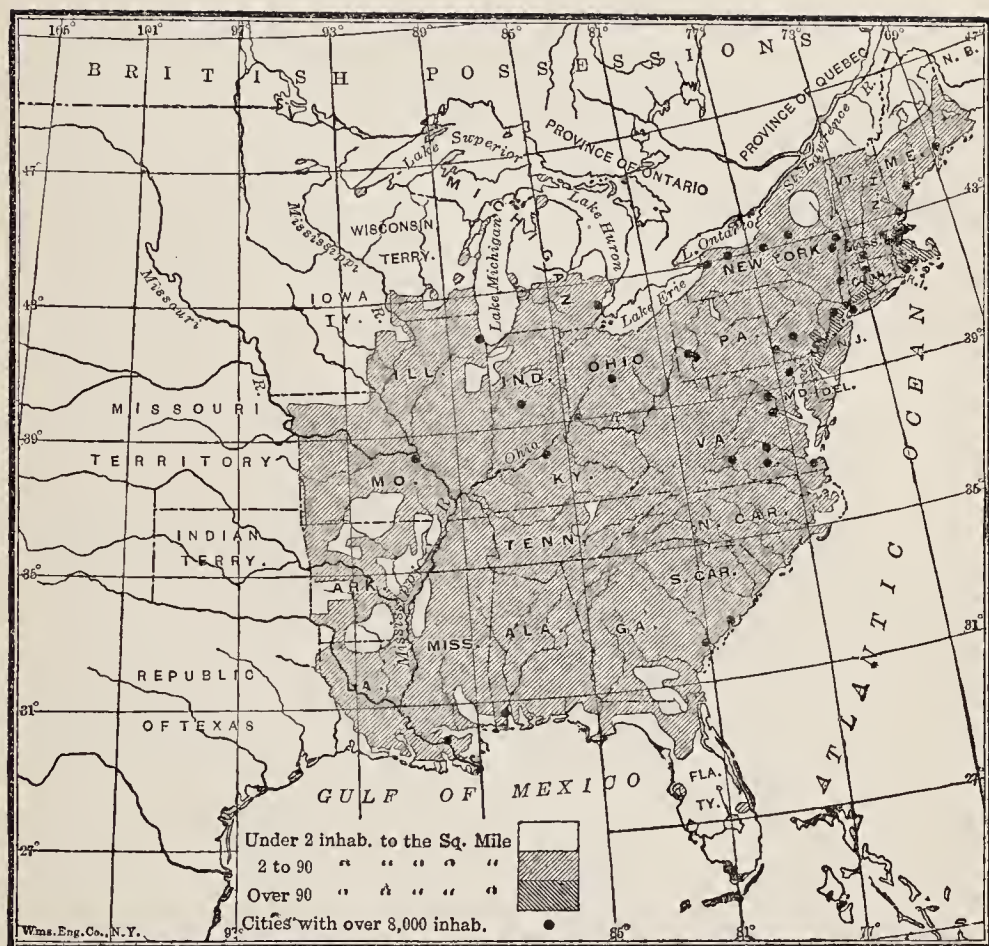 105° 101° 97° 93° 89° 85° 81° 77° 73° 69° 47°
BRITISH POSSESSIONS
N. B.
PROVINCE OF QUEBEC
St. Lawrence R.
PROVINCE OF ONTARIO
Lake Superior
47°
ME.
VT.
43°
MI
Lake Huron
Mississippi
WISCONSIN
TERRY.
Lake Michigan
L. Ontario
NEW YORK
MASS.
CONN.
R.I.
Missouri
IOWA
TY.
R.
Lake Erie
43°
ILL.
IND.
OHIO
PA.
N.J.
39°
R.
MISSOURI
TERRITORY
MD.
DEL.
39°
MO.
Ohio
KY.
VA.
OCEAN
R.
35°
INDIAN
TERRY.
TENN.
N. CAR.
35°
ARK.
Mississippi
S. CAR.
ATLANTIC
MISS.
ALA.
GA.
31°
REPUBLIC
OF TEXAS
LA.
31°
GULF OF MEXICO
FLA.
TY.
27°
Under 2 inhab. to the Sq. Mile
2 to 90 " " " " "
Over 90 " " " " "
Cities with over 8,000 inhab.
27°
Wms. Eng. Co., N.Y. 97° 85° 81° 77°